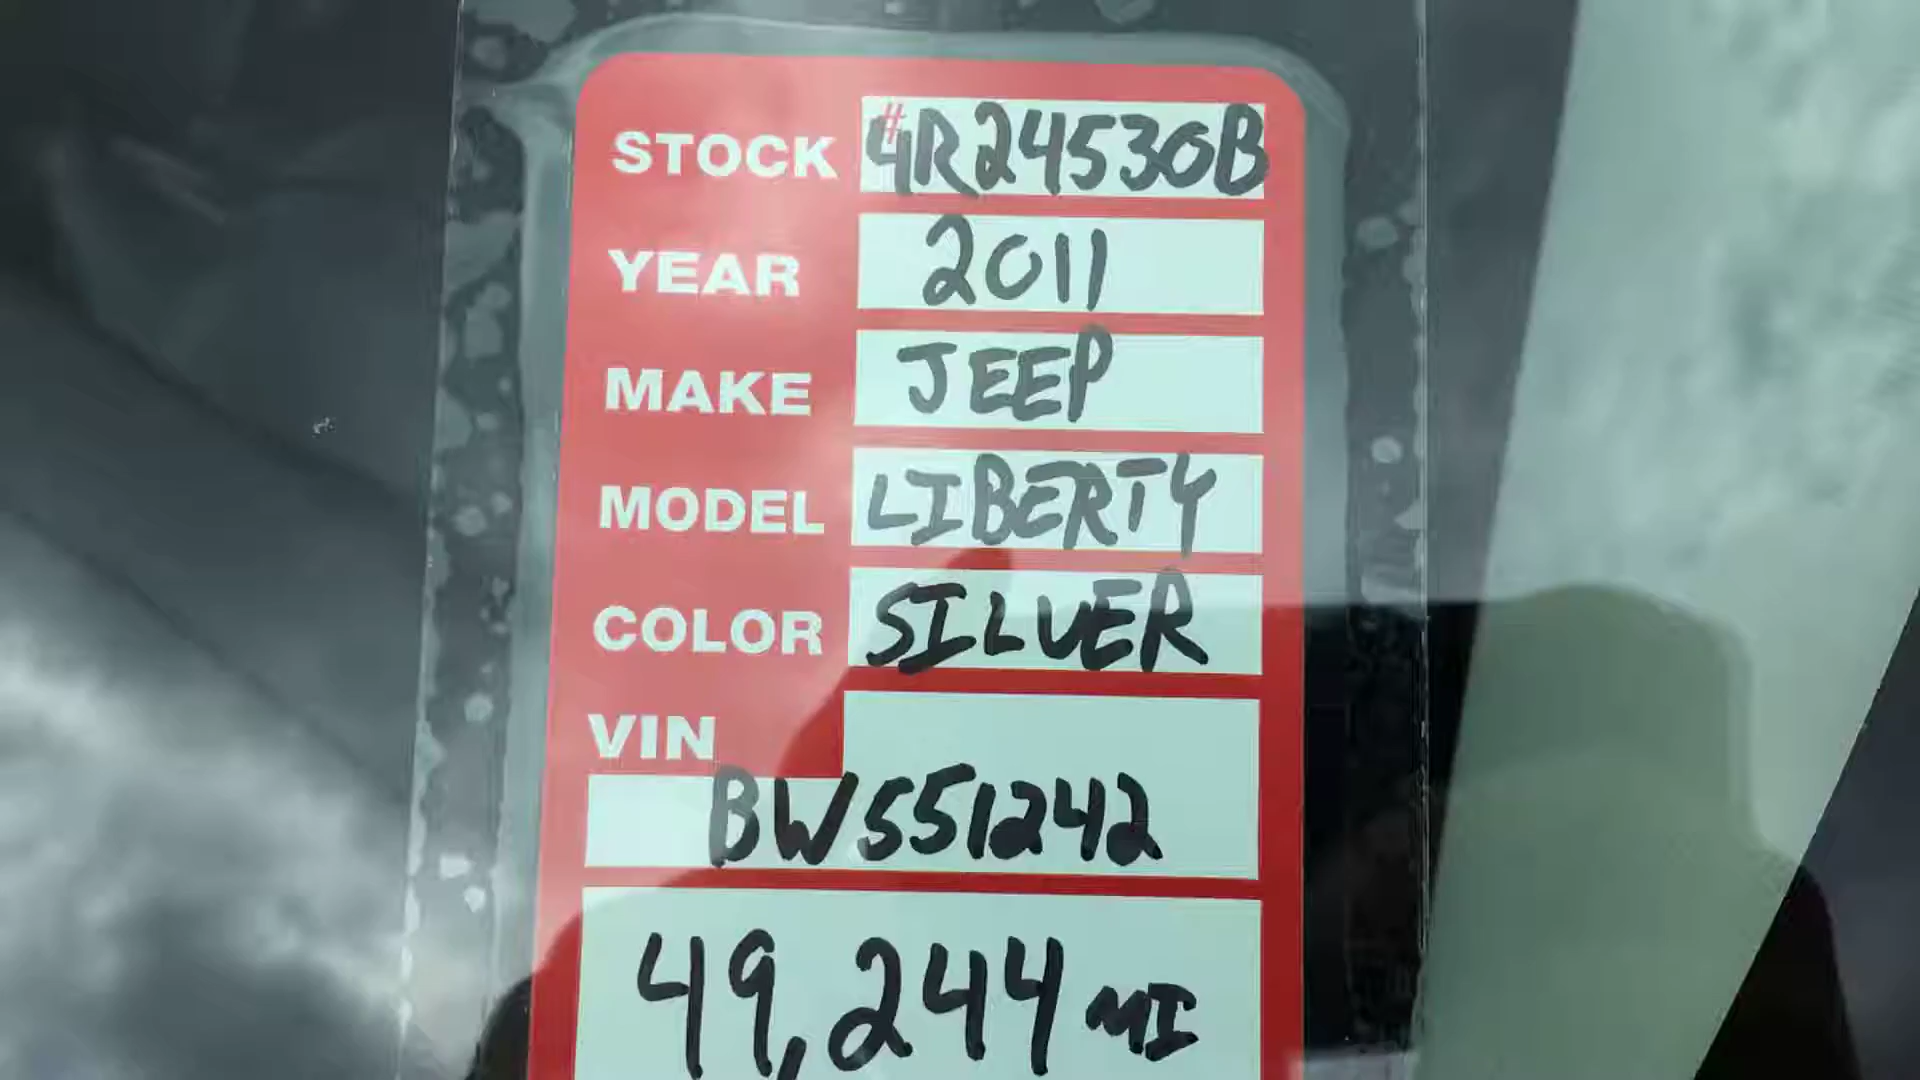 STOCK #4R24530B
YEAR 2011
MAKE JEEP
MODEL LIBERTY
COLOR SILVER
VIN
BW551242
49,244 MI